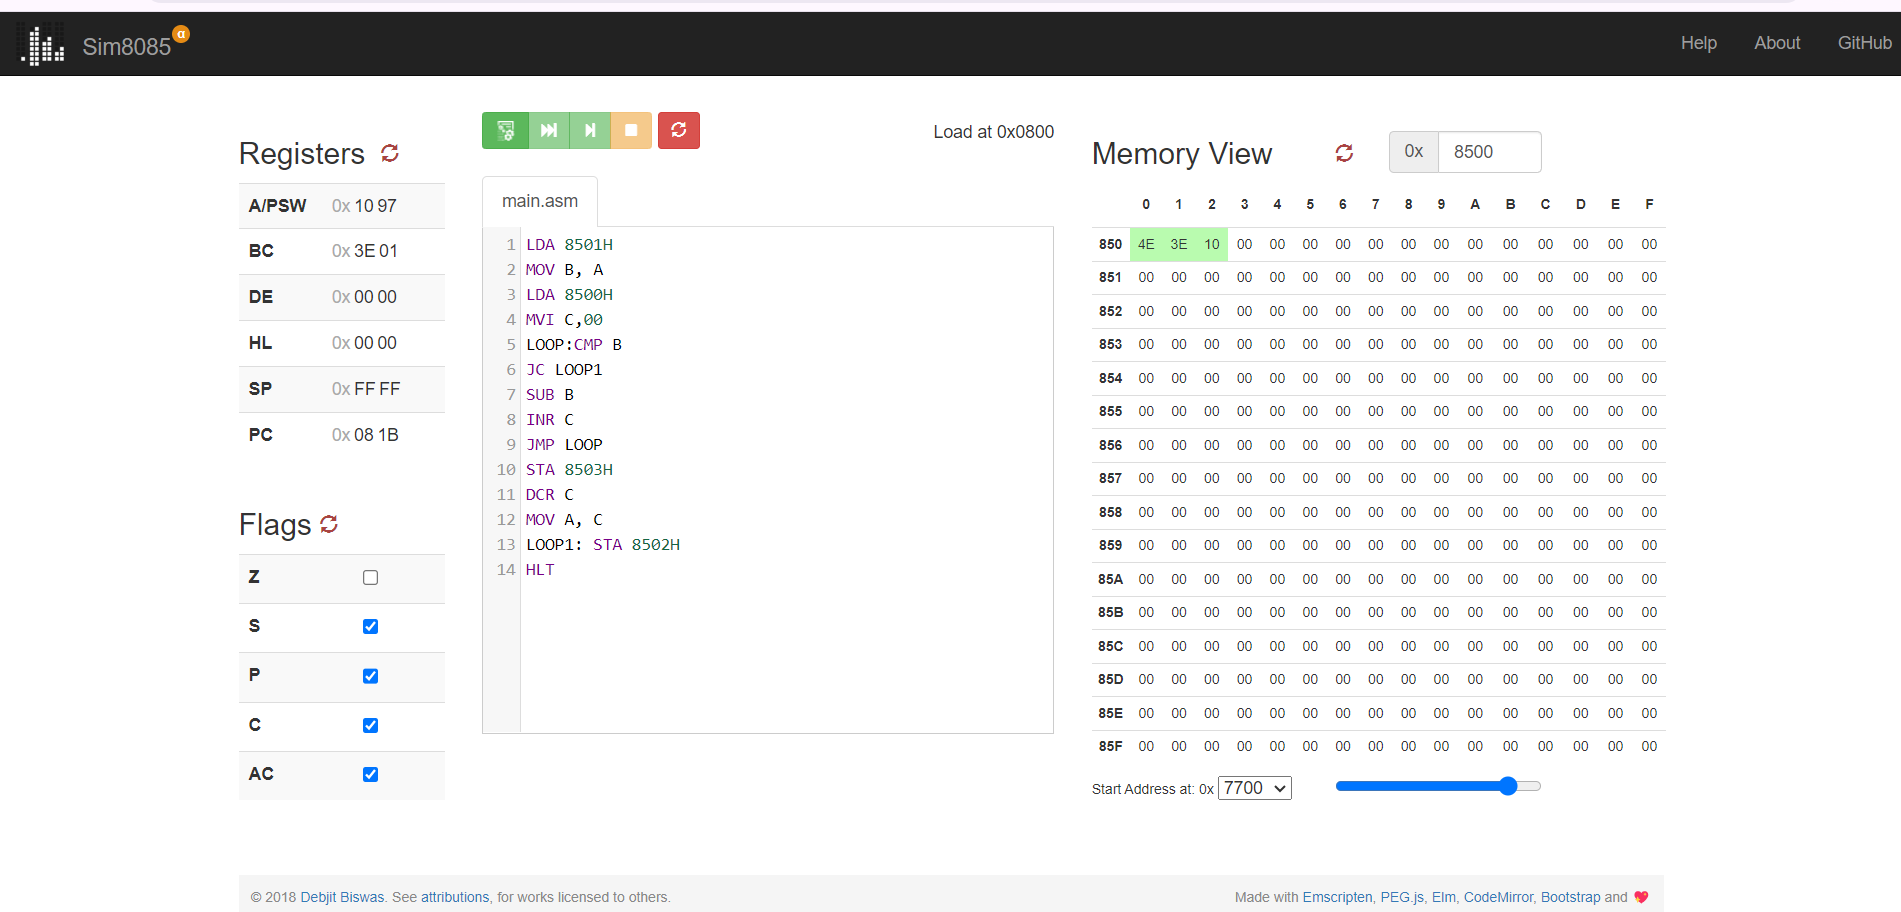 Sim8085 α
Help About GitHub
Registers
A/PSW 0x 10 97
BC 0x 3E 01
DE 0x 00 00
HL 0x 00 00
SP 0x FF FF
PC 0x 08 1B
Flags
Z
S
P
C
AC
Load at 0x0800
main.asm
1 LDA 8501H
2 MOV B, A
3 LDA 8500H
4 MVI C,00
5 LOOP:CMP B
6 JC LOOP1
7 SUB B
8 INR C
9 JMP LOOP
10 STA 8503H
11 DCR C
12 MOV A, C
13 LOOP1: STA 8502H
14 HLT
Memory View 0x 8500
0 1 2 3 4 5 6 7 8 9 A B C D E F
850 4E 3E 10 00 00 00 00 00 00 00 00 00 00 00 00 00
851 00 00 00 00 00 00 00 00 00 00 00 00 00 00 00 00
852 00 00 00 00 00 00 00 00 00 00 00 00 00 00 00 00
853 00 00 00 00 00 00 00 00 00 00 00 00 00 00 00 00
854 00 00 00 00 00 00 00 00 00 00 00 00 00 00 00 00
855 00 00 00 00 00 00 00 00 00 00 00 00 00 00 00 00
856 00 00 00 00 00 00 00 00 00 00 00 00 00 00 00 00
857 00 00 00 00 00 00 00 00 00 00 00 00 00 00 00 00
858 00 00 00 00 00 00 00 00 00 00 00 00 00 00 00 00
859 00 00 00 00 00 00 00 00 00 00 00 00 00 00 00 00
85A 00 00 00 00 00 00 00 00 00 00 00 00 00 00 00 00
85B 00 00 00 00 00 00 00 00 00 00 00 00 00 00 00 00
85C 00 00 00 00 00 00 00 00 00 00 00 00 00 00 00 00
85D 00 00 00 00 00 00 00 00 00 00 00 00 00 00 00 00
85E 00 00 00 00 00 00 00 00 00 00 00 00 00 00 00 00
85F 00 00 00 00 00 00 00 00 00 00 00 00 00 00 00 00
Start Address at: 0x 7700
© 2018 Debjit Biswas. See attributions, for works licensed to others.
Made with Emscripten, PEG.js, Elm, CodeMirror, Bootstrap and